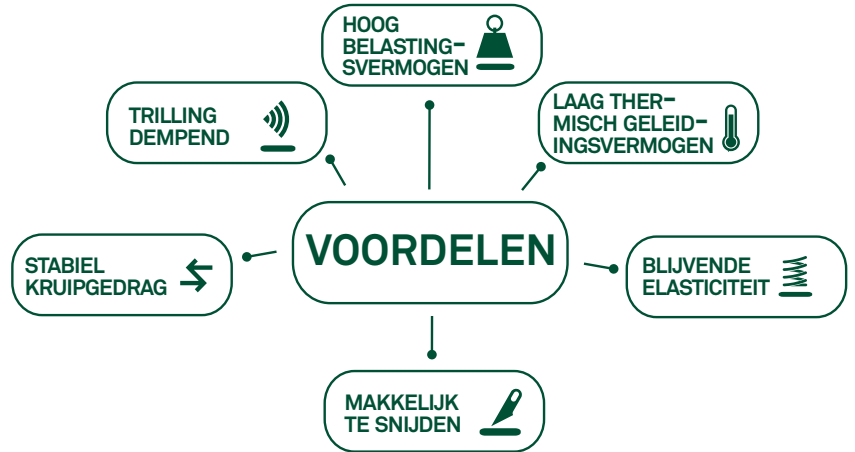 HOOG
BELASTING-
SVERMOGEN
TRILLING
DEMPEND
LAAG THER-
MISCH GELEID-
INGSVERMOGEN
VOORDELEN
STABIEL
KRUIPGEDRAG
BLIJVENDE
ELASTICITEIT
MAKKELIJK
TE SNIJDEN